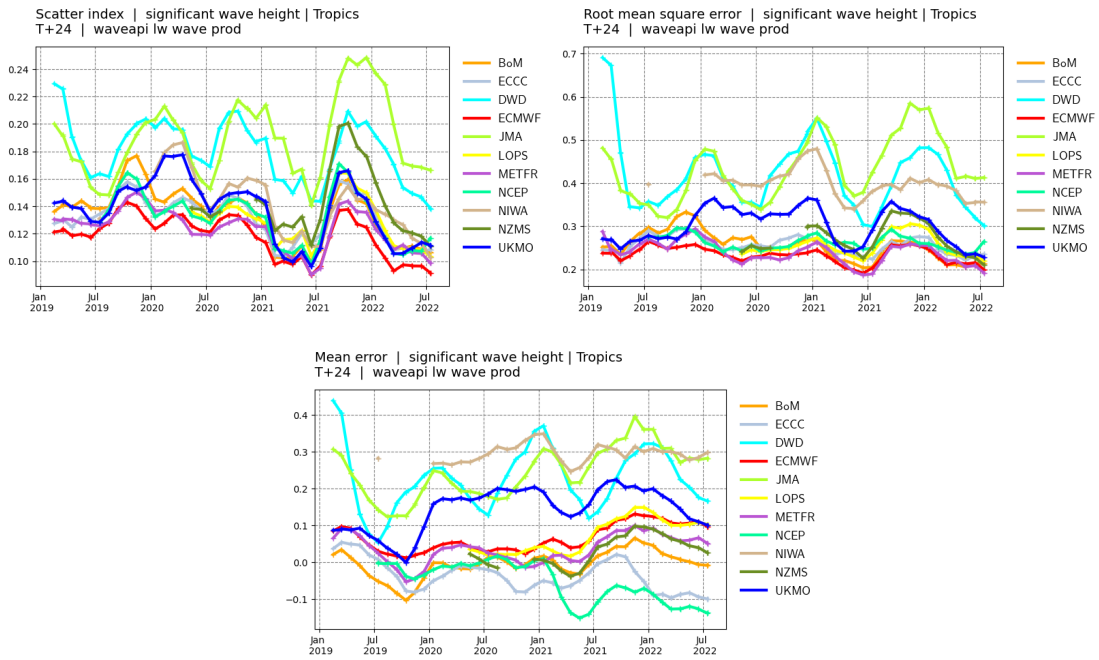 Scatter index | significant wave height | Tropics
T+24 | waveapi lw wave prod
0.24
0.22
0.20
0.18
0.16
0.14
0.12
0.10
Jan 2019
Jul 2019
Jan 2020
Jul 2020
Jan 2021
Jul 2021
Jan 2022
Jul 2022
BoM
ECCC
DWD
ECMWF
JMA
LOPS
METFR
NCEP
NIWA
NZMS
UKMO
Root mean square error | significant wave height | Tropics
T+24 | waveapi lw wave prod
0.7
0.6
0.5
0.4
0.3
0.2
Jan 2019
Jul 2019
Jan 2020
Jul 2020
Jan 2021
Jul 2021
Jan 2022
Jul 2022
BoM
ECCC
DWD
ECMWF
JMA
LOPS
METFR
NCEP
NIWA
NZMS
UKMO
Mean error | significant wave height | Tropics
T+24 | waveapi lw wave prod
0.4
0.3
0.2
0.1
0.0
−0.1
Jan 2019
Jul 2019
Jan 2020
Jul 2020
Jan 2021
Jul 2021
Jan 2022
Jul 2022
BoM
ECCC
DWD
ECMWF
JMA
LOPS
METFR
NCEP
NIWA
NZMS
UKMO